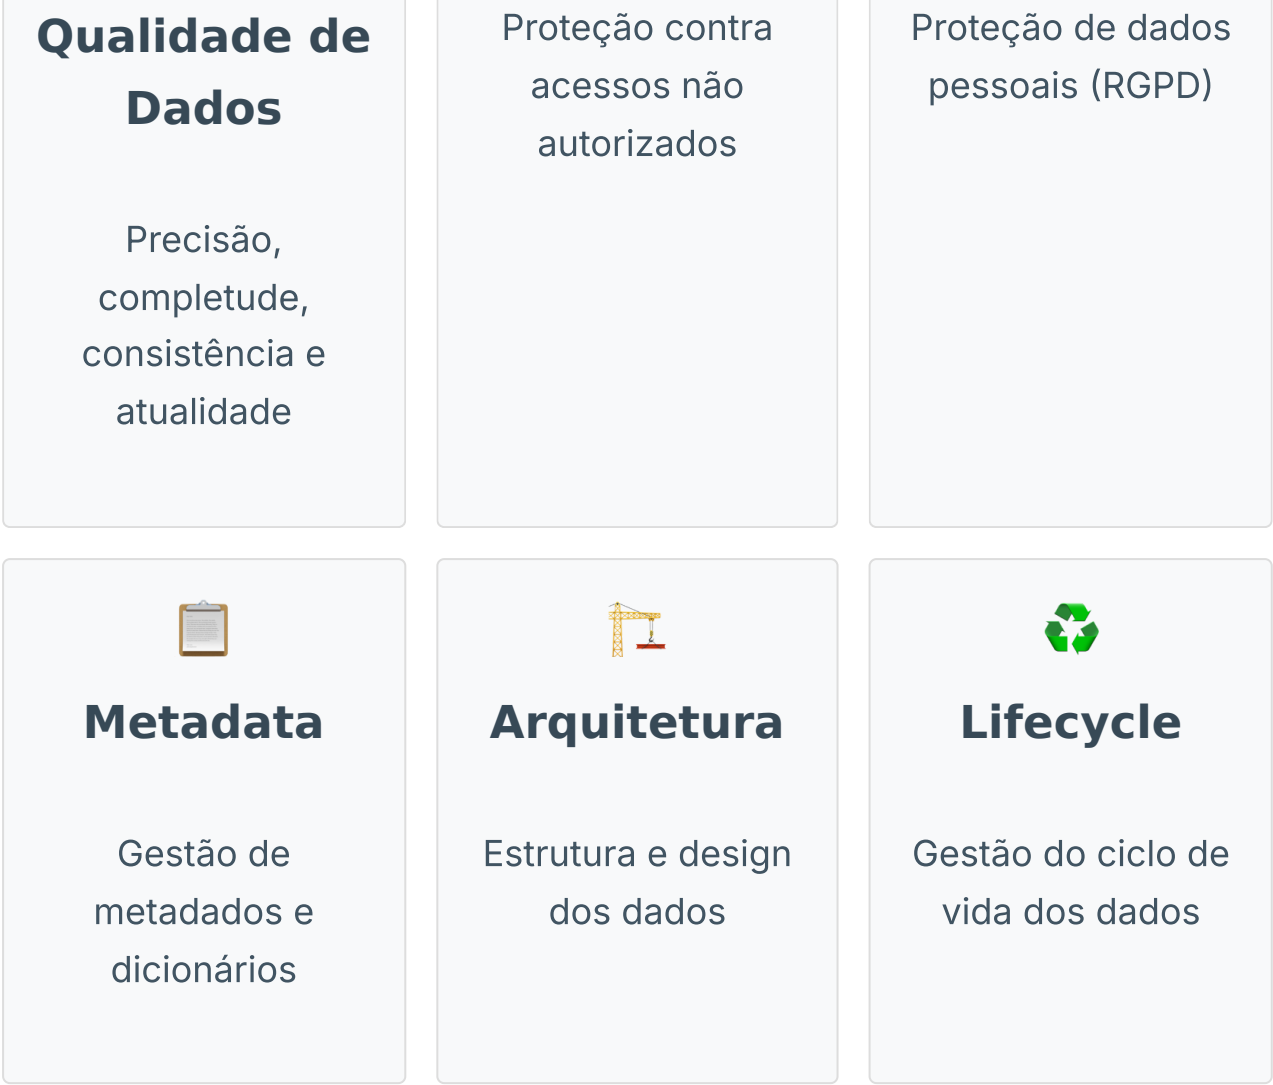 Qualidade de
Dados
Precisão,
completude,
consistência e
atualidade
Proteção contra
acessos não
autorizados
Proteção de dados
pessoais (RGPD)
Metadata
Gestão de
metadados e
dicionários
Arquitetura
Estrutura e design
dos dados
Lifecycle
Gestão do ciclo de
vida dos dados